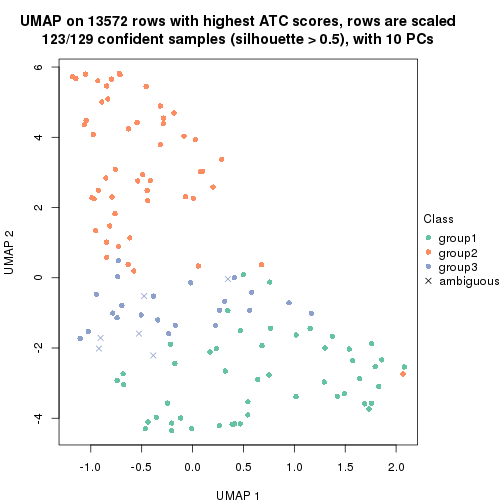 UMAP on 13572 rows with highest ATC scores, rows are scaled
123/129 confident samples (silhouette > 0.5), with 10 PCs
6
4
2
0
-2
-4
UMAP 2
-1.0 -0.5 0.0 0.5 1.0 1.5 2.0
UMAP 1
Class
group1
group2
group3
ambiguous